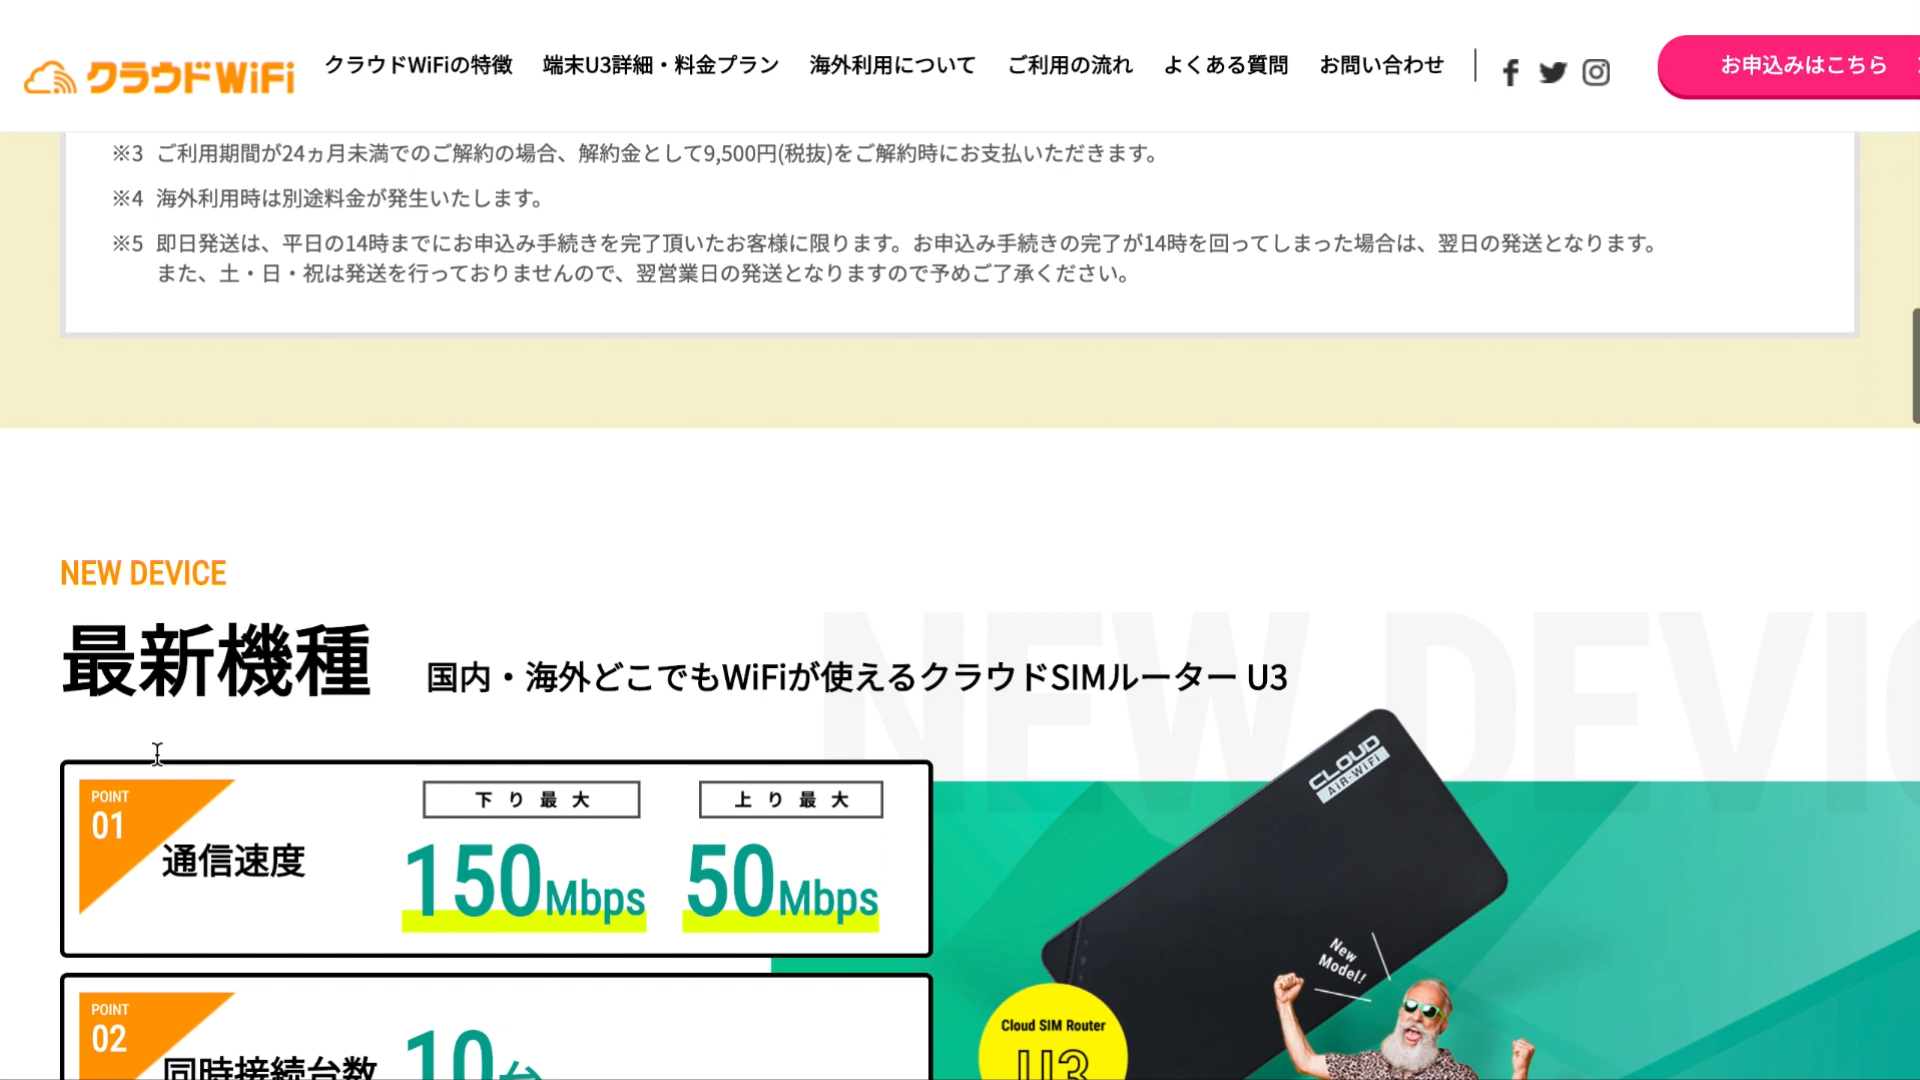 クラウドWiFi
クラウドWiFiの特徴 端末U3詳細・料金プラン 海外利用について ご利用の流れ よくある質問 お問い合わせ
お申込みはこちら
※3 ご利用期間が24ヵ月未満でのご解約の場合、解約金として9,500円(税抜)をご解約時にお支払いただきます。
※4 海外利用時は別途料金が発生いたします。
※5 即日発送は、平日の14時までにお申込み手続きを完了頂いたお客様に限ります。お申込み手続きの完了が14時を回ってしまった場合は、翌日の発送となります。
また、土・日・祝は発送を行っておりませんので、翌営業日の発送となりますので予めご了承ください。
NEW DEVICE
NEW DEVIC
最新機種
国内・海外どこでもWiFiが使えるクラウドSIMルーター U3
POINT
01
通信速度
下り最大
150Mbps
上り最大
50Mbps
POINT
02
同時接続台数
10台
CLOUD
AIR-WiFi
New
Model!
Cloud SIM Router
U3